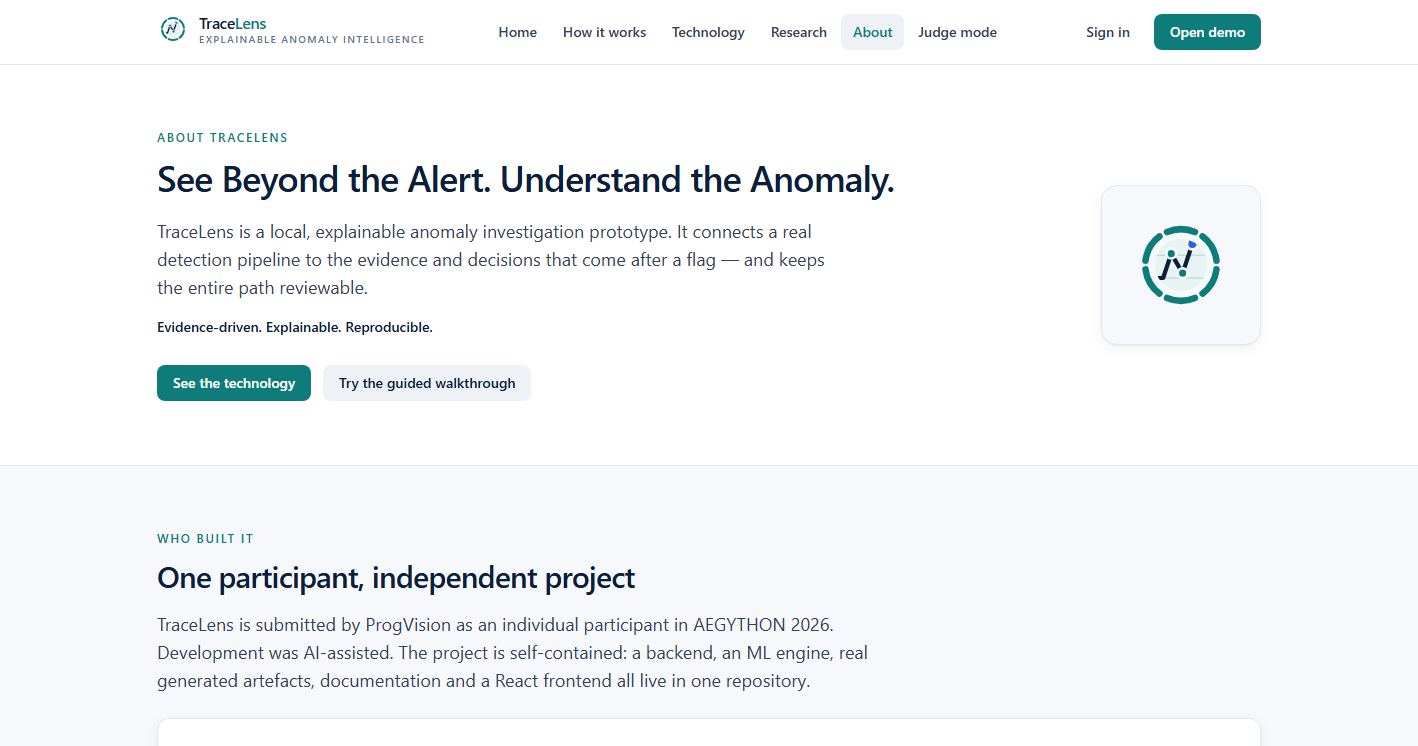 TraceLens
EXPLAINABLE ANOMALY INTELLIGENCE
Home
How it works
Technology
Research
About
Judge mode
Sign in
Open demo
ABOUT TRACELENS
See Beyond the Alert. Understand the Anomaly.
TraceLens is a local, explainable anomaly investigation prototype. It connects a real
detection pipeline to the evidence and decisions that come after a flag — and keeps
the entire path reviewable.
Evidence-driven. Explainable. Reproducible.
See the technology
Try the guided walkthrough
WHO BUILT IT
One participant, independent project
TraceLens is submitted by ProgVision as an individual participant in AEGYTHON 2026.
Development was AI-assisted. The project is self-contained: a backend, an ML engine, real
generated artefacts, documentation and a React frontend all live in one repository.